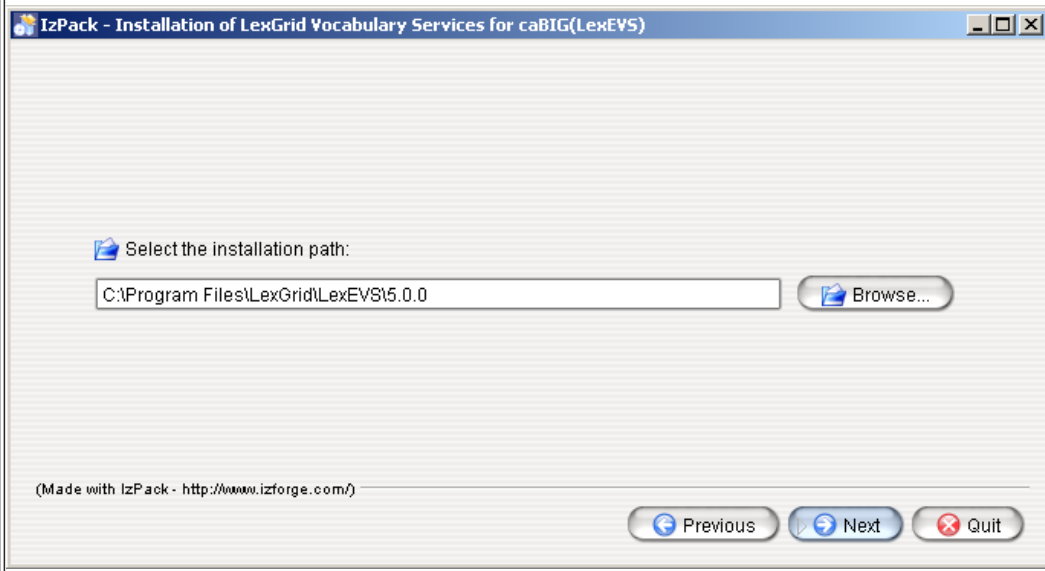 IzPack - Installation of LexGrid Vocabulary Services for caBIG(LexEVS)
Select the installation path:
C:\Program Files\LexGrid\LexEVS\5.0.0
Browse...
(Made with IzPack - http://www.izforge.com/)
Previous
Next
Quit